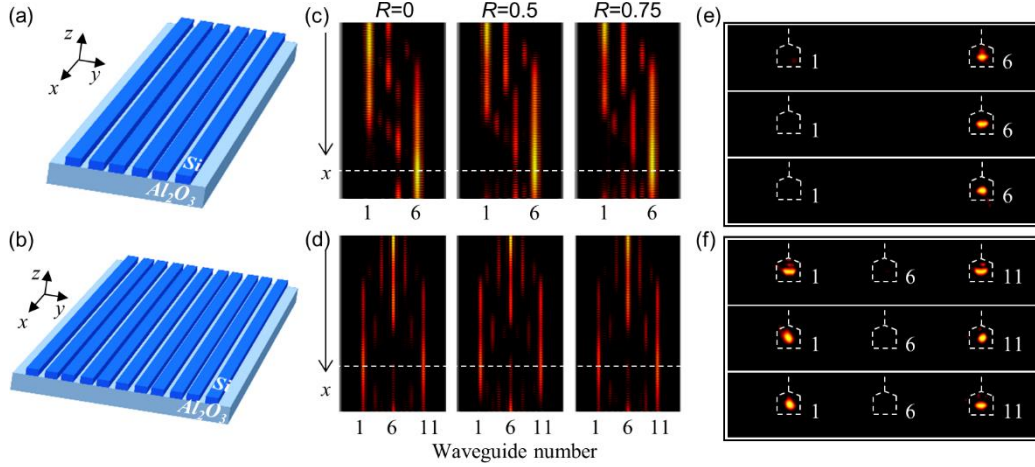 (a)
z
y
x
Si
Al₂O₃
(b)
z
y
x
Si
Al₂O₃
(c) R=0 R=0.5 R=0.75
x
1 6 1 6 1 6
(d)
x
1 6 11 1 6 11 1 6 11
Waveguide number
(e)
1 6
1 6
1 6
(f)
1 6 11
1 6 11
1 6 11